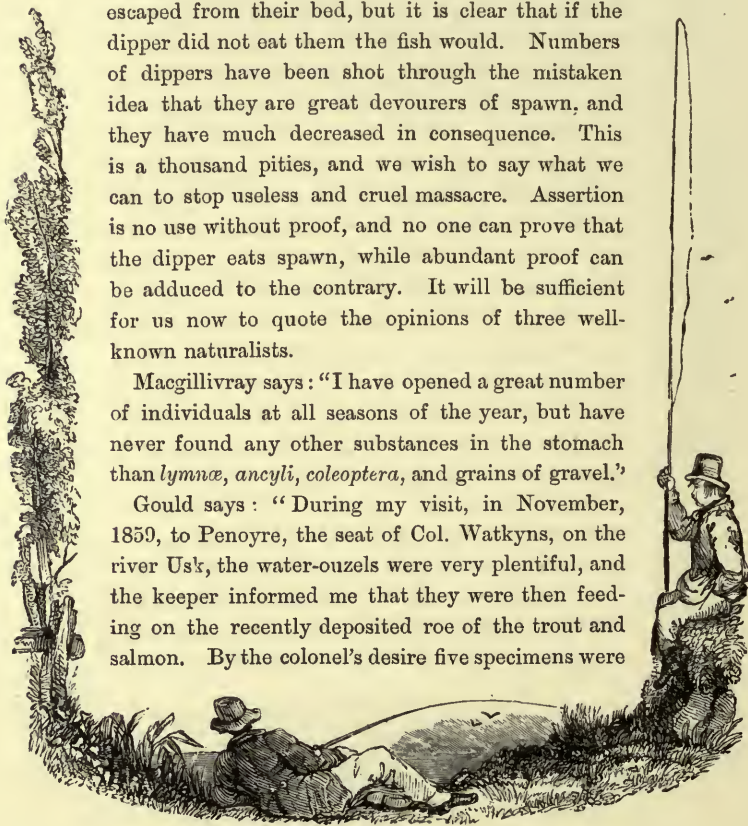 escaped from their bed, but it is clear that if the
dipper did not eat them the fish would. Numbers
of dippers have been shot through the mistaken
idea that they are great devourers of spawn, and
they have much decreased in consequence. This
is a thousand pities, and we wish to say what we
can to stop useless and cruel massacre. Assertion
is no use without proof, and no one can prove that
the dipper eats spawn, while abundant proof can
be adduced to the contrary. It will be sufficient
for us now to quote the opinions of three well-
known naturalists.
Macgillivray says: "I have opened a great number
of individuals at all seasons of the year, but have
never found any other substances in the stomach
than lymnœ, ancyli, coleoptera, and grains of gravel."
Gould says: "During my visit, in November,
1859, to Penoyre, the seat of Col. Watkyns, on the
river Usk, the water-ouzels were very plentiful, and
the keeper informed me that they were then feed-
ing on the recently deposited roe of the trout and
salmon. By the colonel's desire five specimens were